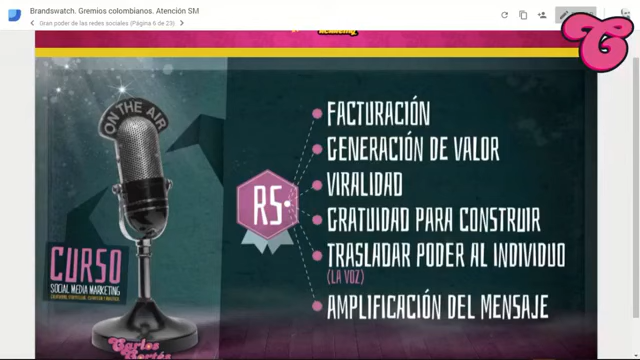 Brandswatch. Gremios colombianos. Atención SM
Gran poder de las redes sociales (Página 6 de 23)
ON THE AIR
FACTURACIÓN
GENERACIÓN DE VALOR
VIRALIDAD
RS
GRATUIDAD PARA CONSTRUIR
TRASLADAR PODER AL INDIVIDUO
(LA VOZ)
AMPLIFICACIÓN DEL MENSAJE
CURSO
SOCIAL MEDIA MARKETING
Carlos
Cortés